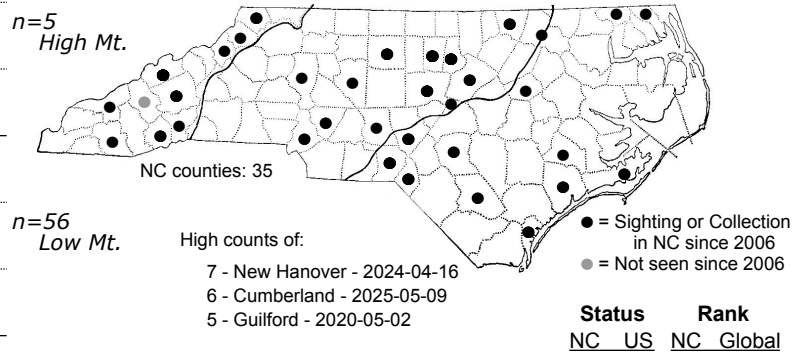 n=5
High Mt.
NC counties: 35
n=56
Low Mt.
High counts of:
7 - New Hanover - 2024-04-16
6 - Cumberland - 2025-05-09
5 - Guilford - 2020-05-02
● = Sighting or Collection
in NC since 2006
● = Not seen since 2006
Status Rank
NC US NC Global